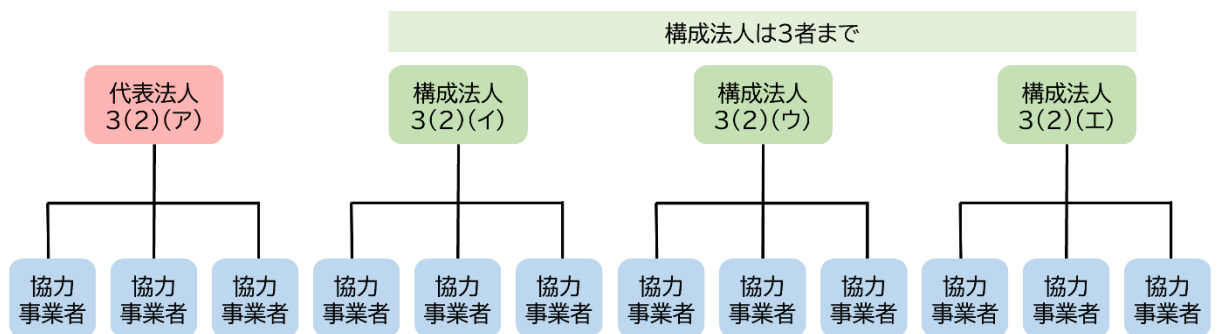 構成法人は3者まで
代表法人
3(2)(ア)
構成法人
3(2)(イ)
構成法人
3(2)(ウ)
構成法人
3(2)(エ)
協力
事業者
協力
事業者
協力
事業者
協力
事業者
協力
事業者
協力
事業者
協力
事業者
協力
事業者
協力
事業者
協力
事業者
協力
事業者
協力
事業者